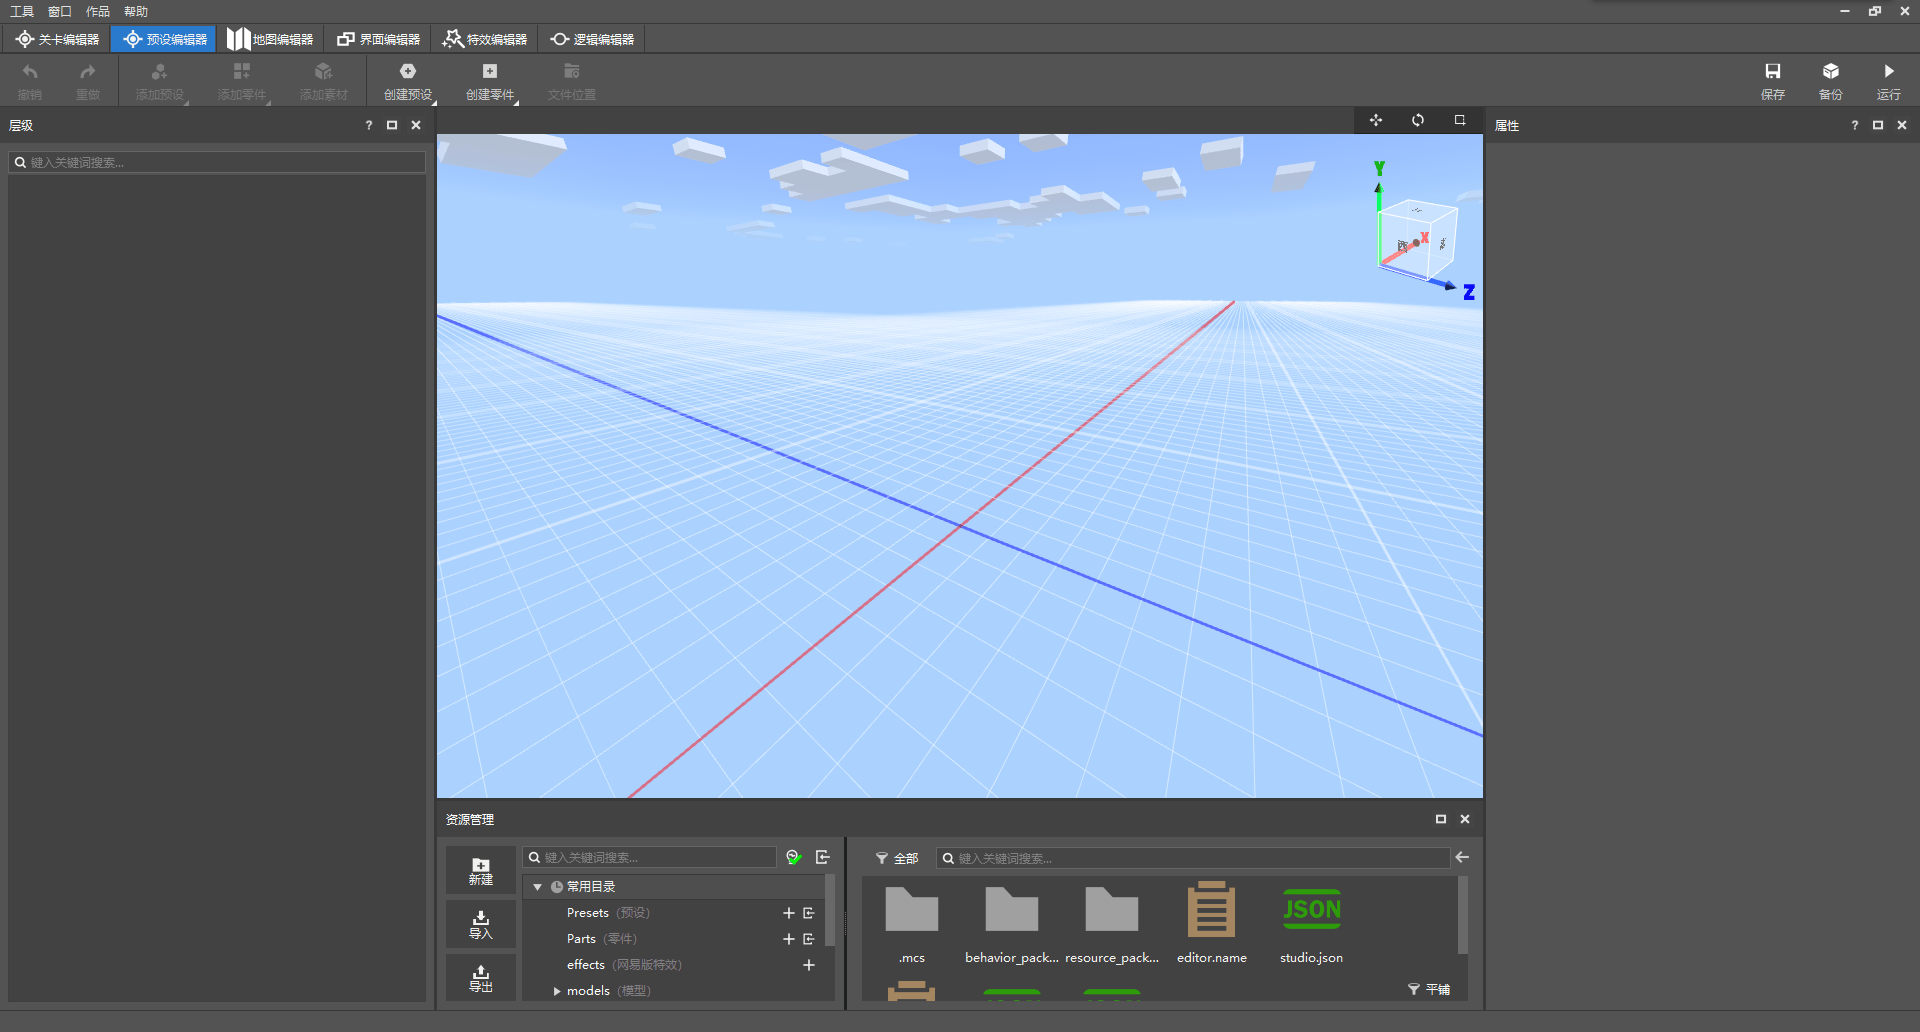 工具 窗口 作品 帮助
关卡编辑器 预设编辑器 地图编辑器 界面编辑器 特效编辑器 逻辑编辑器
撤销 重做 添加预设 添加零件 添加素材 创建预设 创建零件 文件位置 保存 备份 运行
层级 ?
属性 ?
键入关键词搜索...
Y
X
西
Z
资源管理
新建
导入
导出
键入关键词搜索...
常用目录
Presets (预设)
Parts (零件)
effects (网易版特效)
models (模型)
全部 键入关键词搜索...
JSON
.mcs behavior_pack... resource_pack... editor.name studio.json
平铺